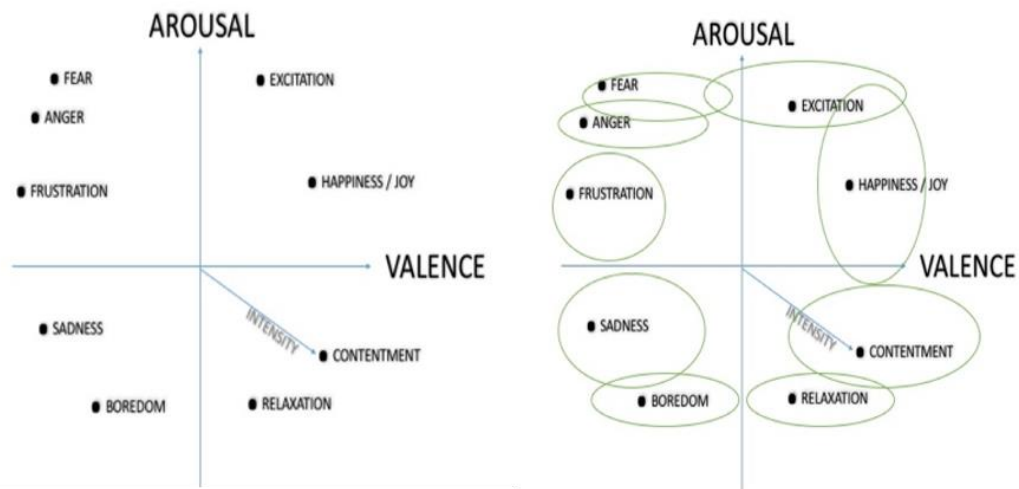 AROUSAL
FEAR
EXCITATION
ANGER
HAPPINESS / JOY
FRUSTRATION
VALENCE
INTENSITY
SADNESS
CONTENTMENT
BOREDOM
RELAXATION
AROUSAL
FEAR
EXCITATION
ANGER
HAPPINESS / JOY
FRUSTRATION
VALENCE
INTENSITY
SADNESS
CONTENTMENT
BOREDOM
RELAXATION